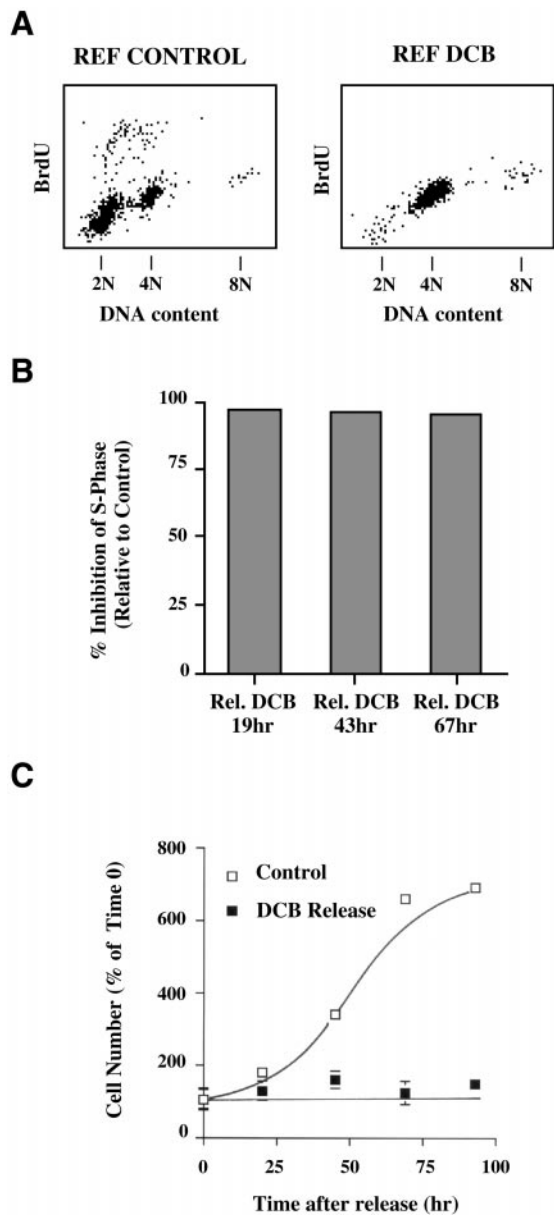 A
REF CONTROL
REF DCB
BrdU
BrdU
2N 4N 8N
2N 4N 8N
DNA content
DNA content
B
% Inhibition of S-Phase
(Relative to Control)
100
75
50
25
0
Rel. DCB Rel. DCB Rel. DCB
19hr 43hr 67hr
C
Cell Number (% of Time 0)
800
600
400
200
0
Control
DCB Release
0 25 50 75 100
Time after release (hr)